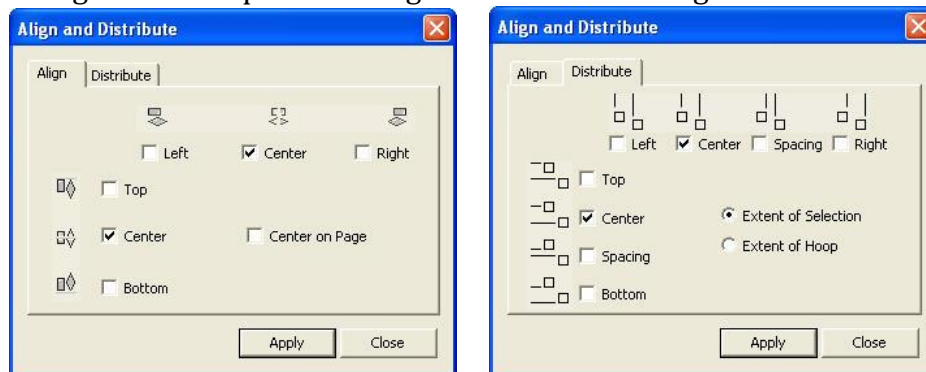 Align and Distribute
Align Distribute
Left Center Right
Top
Center Center on Page
Bottom
Apply Close
Align and Distribute
Align Distribute
Left Center Spacing Right
Top
Center Extent of Selection
Spacing Extent of Hoop
Bottom
Apply Close